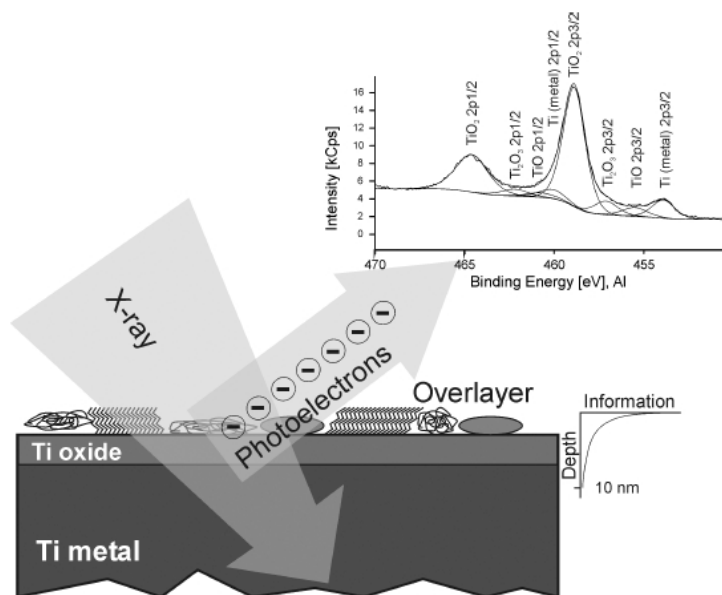 TiO₂ 2p1/2
Ti₂O₃ 2p1/2
TiO 2p1/2
Ti (metal) 2p1/2
TiO₂ 2p3/2
Ti₂O₃ 2p3/2
TiO 2p3/2
Ti (metal) 2p3/2
Intensity [kCps]
16
14
12
10
8
6
4
2
0
470
465
460
455
Binding Energy [eV], Al
X-ray
Photoelectrons
Overlayer
Information
Depth
10 nm
Ti oxide
Ti metal